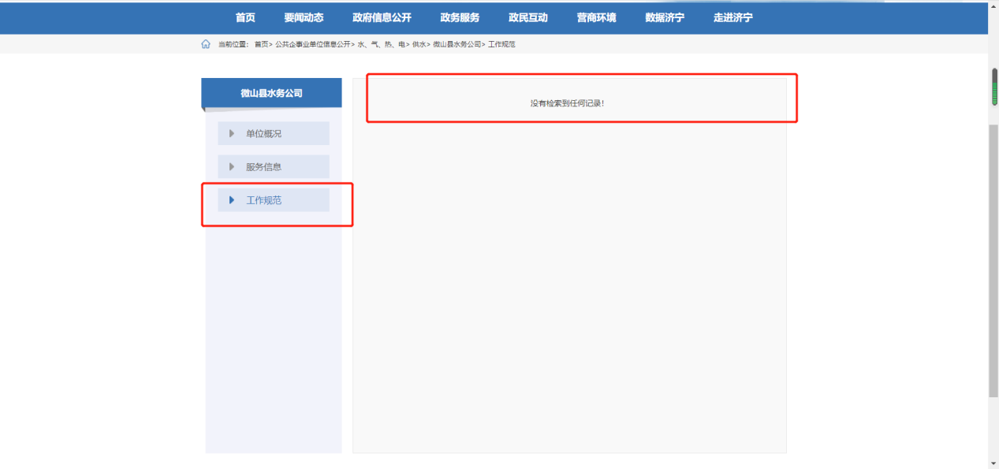 首页 要闻动态 政府信息公开 政务服务 政民互动 营商环境 数据济宁 走进济宁
当前位置: 首页> 公共企事业单位信息公开> 水、气、热、电> 供水> 微山县水务公司> 工作规范
微山县水务公司
没有检索到任何记录!
单位概况
服务信息
工作规范